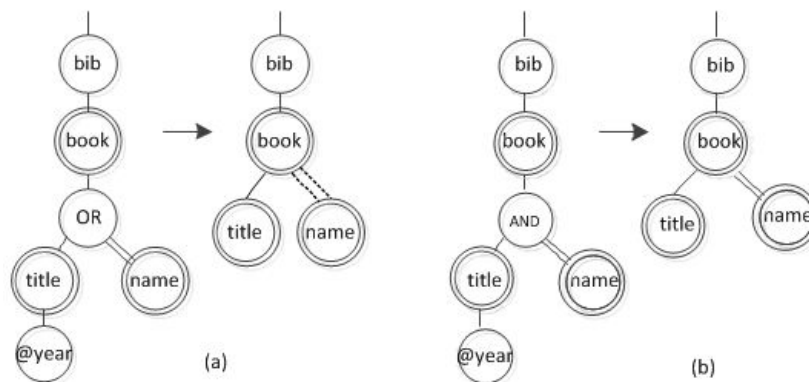 bib
book
OR
title
name
@year
bib
book
title
name
(a)
bib
book
AND
title
name
@year
bib
book
title
name
(b)